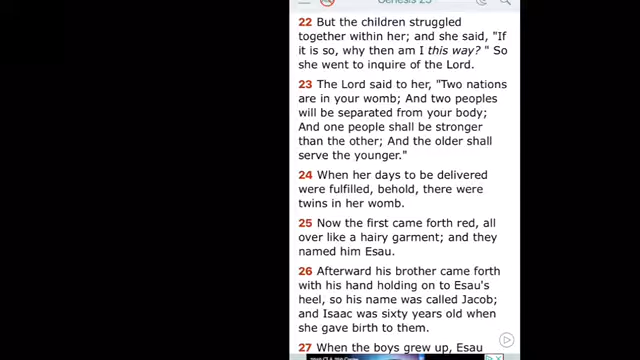 Genesis 25
22 But the children struggled
together within her; and she said, "If
it is so, why then am I this way? " So
she went to inquire of the Lord.
23 The Lord said to her, "Two nations
are in your womb; And two peoples
will be separated from your body;
And one people shall be stronger
than the other; And the older shall
serve the younger."
24 When her days to be delivered
were fulfilled, behold, there were
twins in her womb.
25 Now the first came forth red, all
over like a hairy garment; and they
named him Esau.
26 Afterward his brother came forth
with his hand holding on to Esau's
heel, so his name was called Jacob;
and Isaac was sixty years old when
she gave birth to them.
27 When the boys grew up, Esau